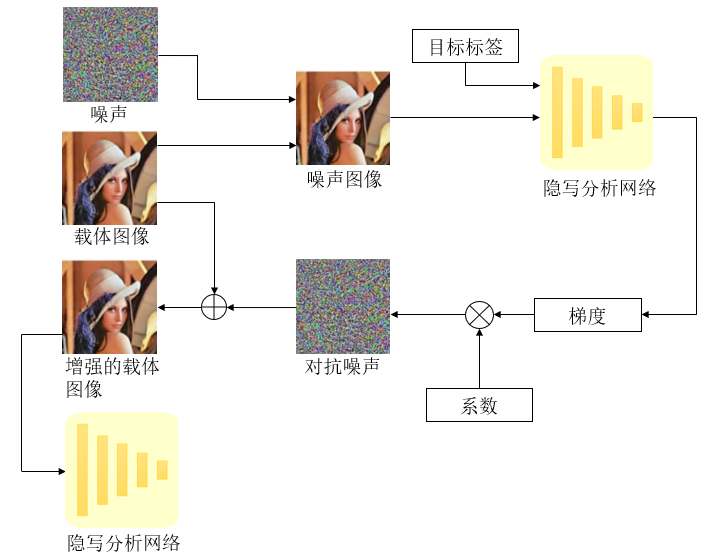 目标标签
噪声
噪声图像
隐写分析网络
载体图像
梯度
对抗噪声
增强的载体
图像
系数
隐写分析网络